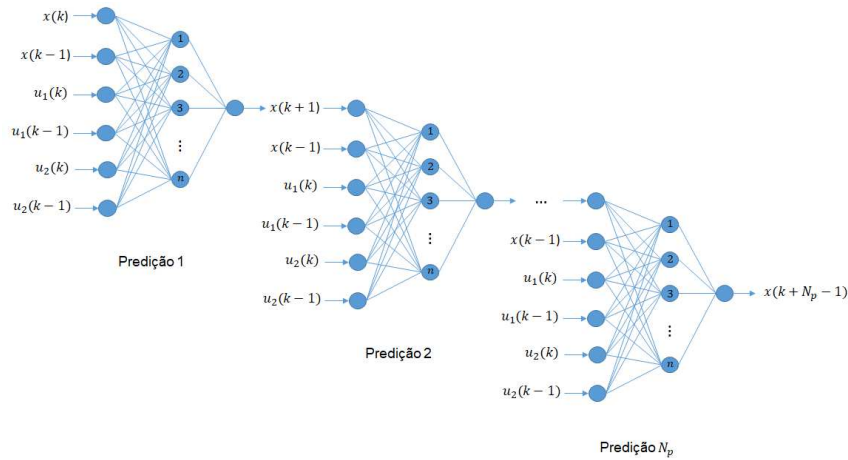 x(k)
x(k − 1)
u₁(k)
u₁(k − 1)
u₂(k)
u₂(k − 1)
1
2
3
⋮
n
Predição 1
x(k + 1)
x(k − 1)
u₁(k)
u₁(k − 1)
u₂(k)
u₂(k − 1)
1
2
3
⋮
n
Predição 2
...
x(k − 1)
u₁(k)
u₁(k − 1)
u₂(k)
u₂(k − 1)
1
2
3
⋮
n
x(k + Nₚ − 1)
Predição Nₚ